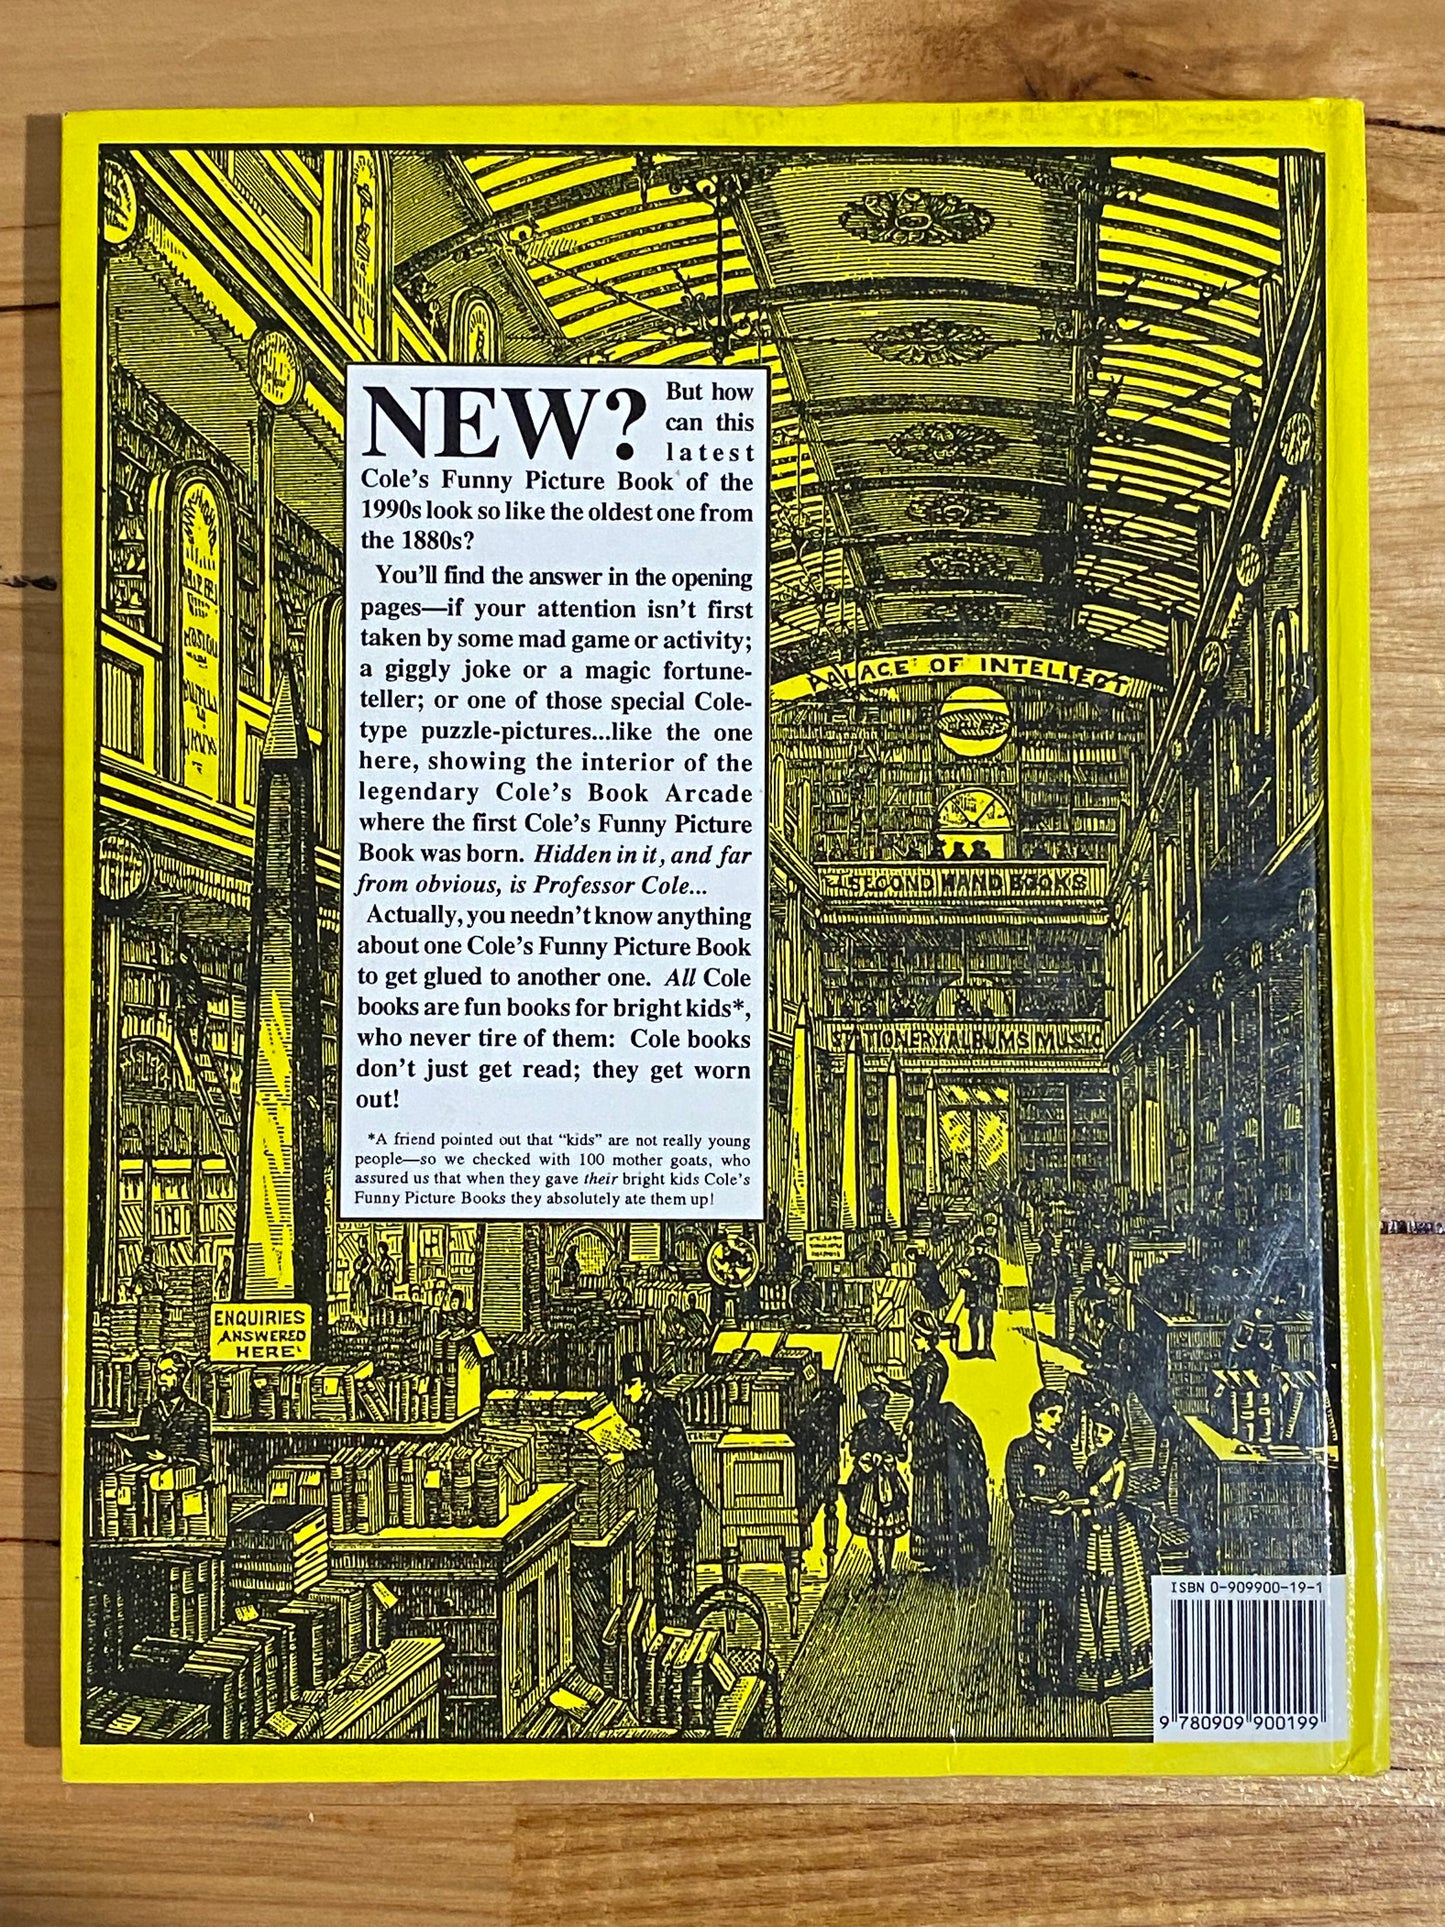 NEW? But how
can this
latest
Cole's Funny Picture Book of the
1990s look so like the oldest one from
the 1880s?
You'll find the answer in the opening
pages—if your attention isn't first
taken by some mad game or activity;
a giggly joke or a magic fortune-
teller; or one of those special Cole-
type puzzle-pictures...like the one
here, showing the interior of the
legendary Cole's Book Arcade
where the first Cole's Funny Picture
Book was born. Hidden in it, and far
from obvious, is Professor Cole...
Actually, you needn't know anything
about one Cole's Funny Picture Book
to get glued to another one. All Cole
books are fun books for bright kids*,
who never tire of them: Cole books
don't just get read; they get worn
out!
*A friend pointed out that "kids" are not really young
people—so we checked with 100 mother goats, who
assured us that when they gave their bright kids Cole's
Funny Picture Books they absolutely ate them up!
PALACE OF INTELLECT
SECOND HAND BOOKS
STATIONERY ALBUMS MUSIC
ENQUIRIES
ANSWERED
HERE
ISBN 0-909900-19-1
9 780909 900199